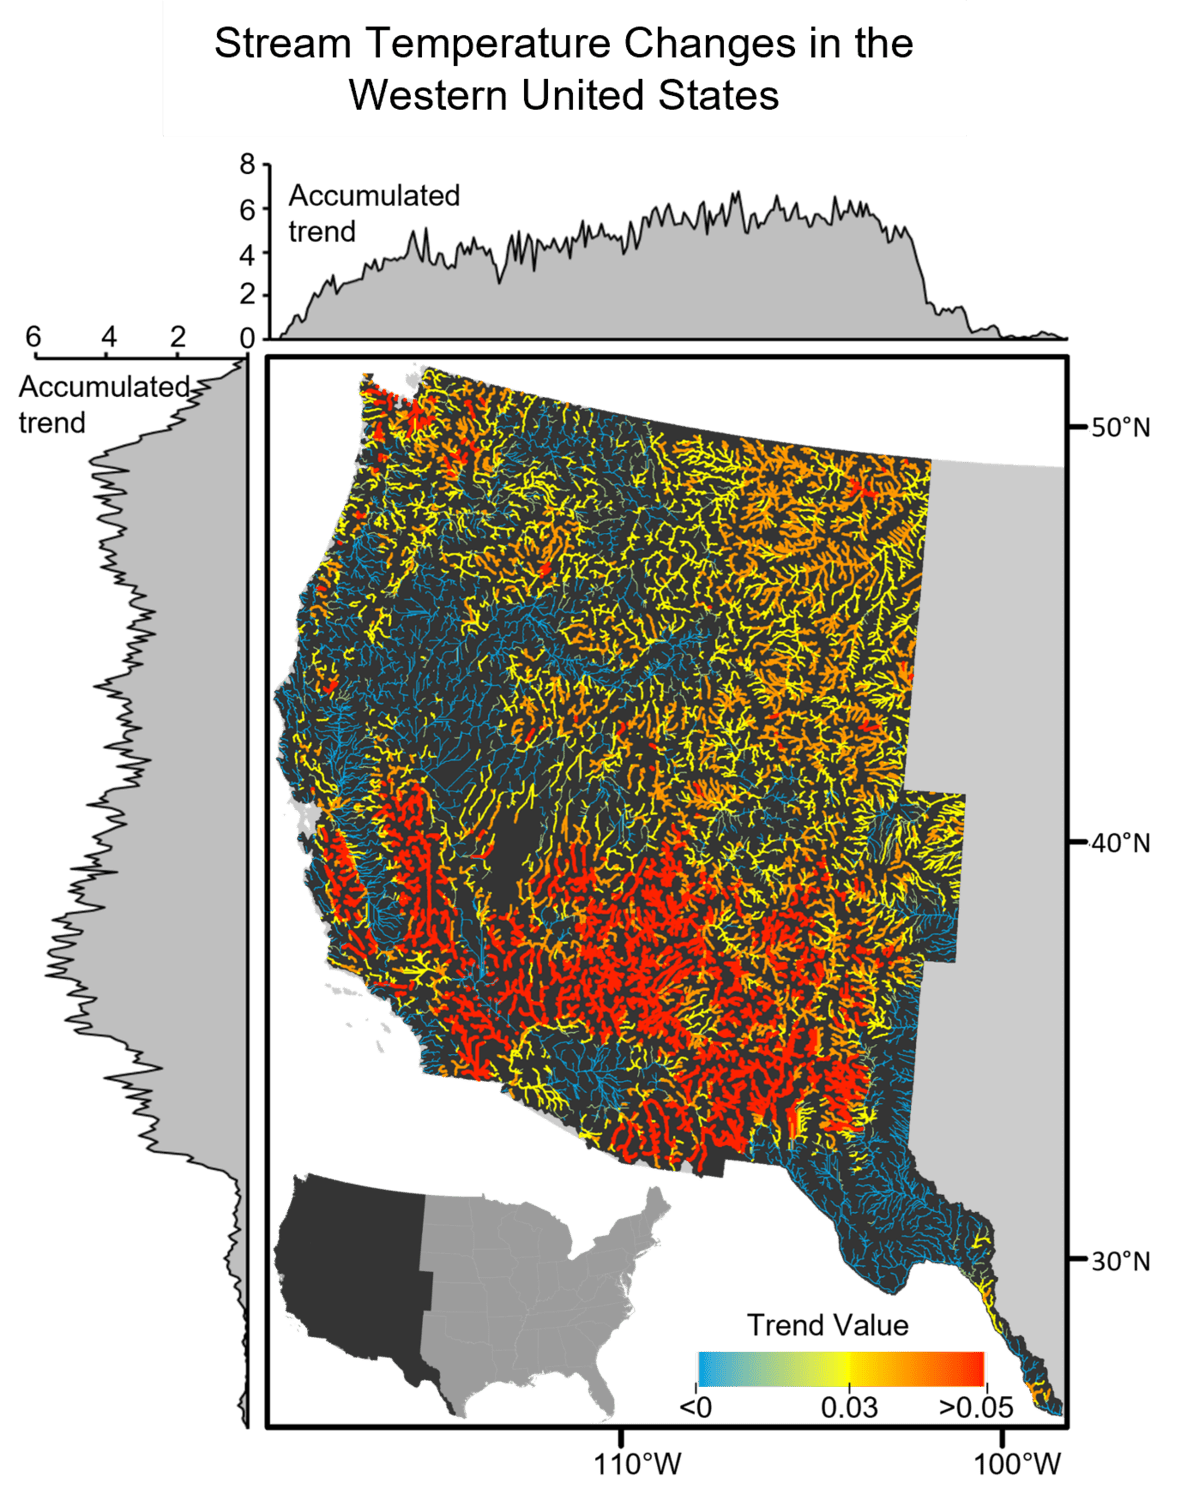 Stream Temperature Changes in the
Western United States
8
Accumulated
trend
6
4
2
0
6 4 2
Accumulated
trend
50°N
40°N
30°N
Trend Value
<0 0.03 >0.05
110°W 100°W